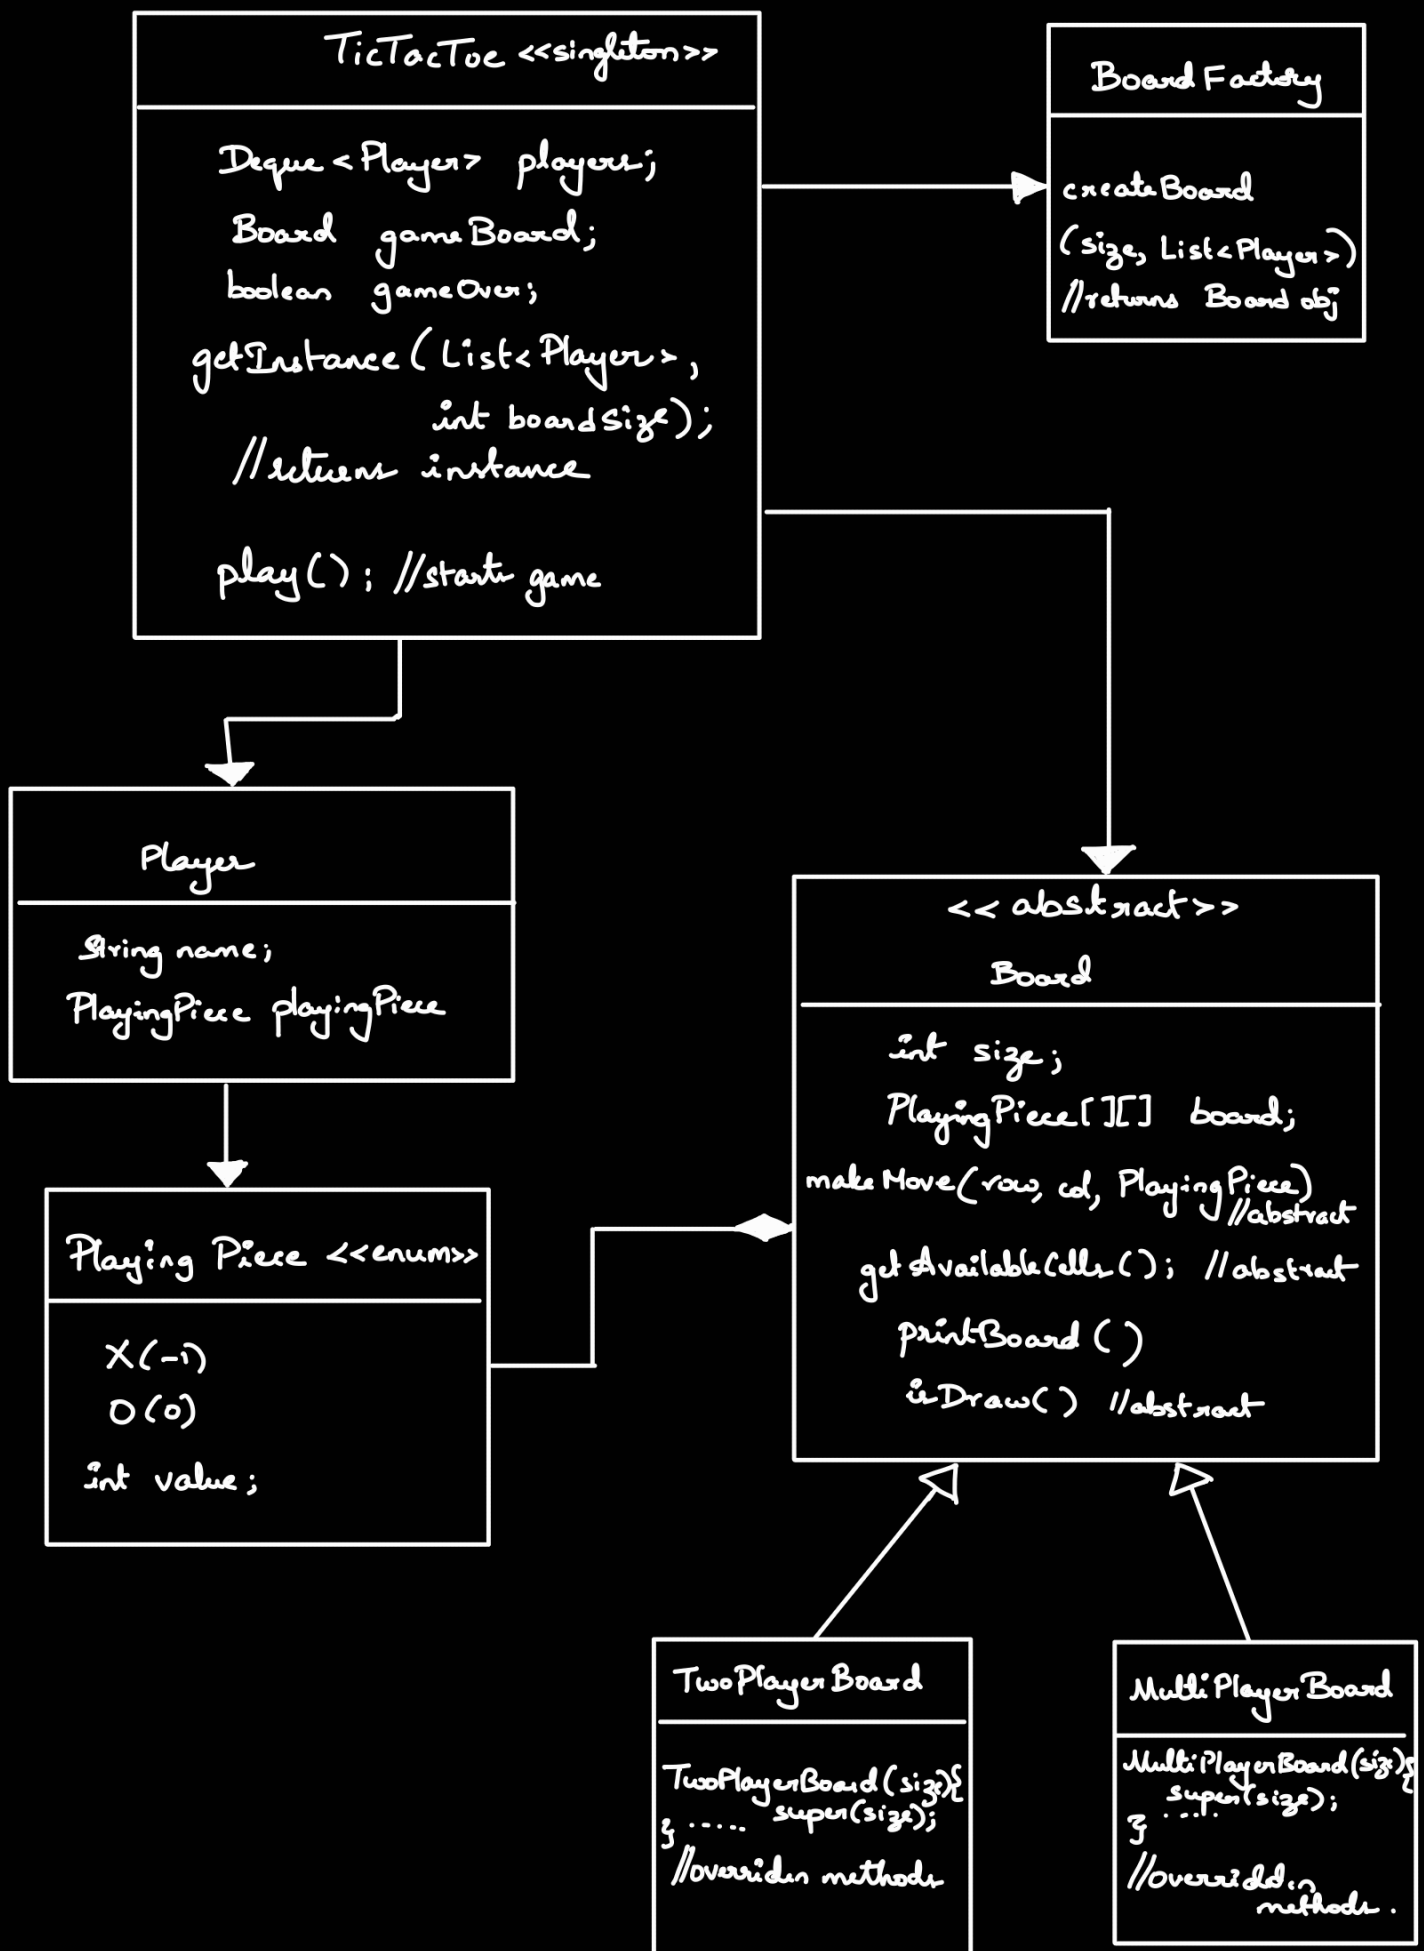 TicTacToe <<singleton>>
Deque<Player> players;
Board gameBoard;
boolean gameOver;
getInstance(List<Player>,
int boardSize);
//returns instance
play(); //starts game
Board Factory
createBoard
(size, List<Player>)
//returns Board obj
Player
String name;
PlayingPiece playingPiece
Playing Piece <<enum>>
X(-1)
O(0)
int value;
<<abstract>>
Board
int size;
PlayingPiece[][] board;
makeMove(row, col, PlayingPiece)
//abstract
getAvailableCells(); //abstract
printBoard()
isDraw() //abstract
TwoPlayerBoard
TwoPlayerBoard(size){
super(size);
} .....
//overriden methods
MultiPlayerBoard
MultiPlayerBoard(size){
super(size);
} .....
//overridden
methods.